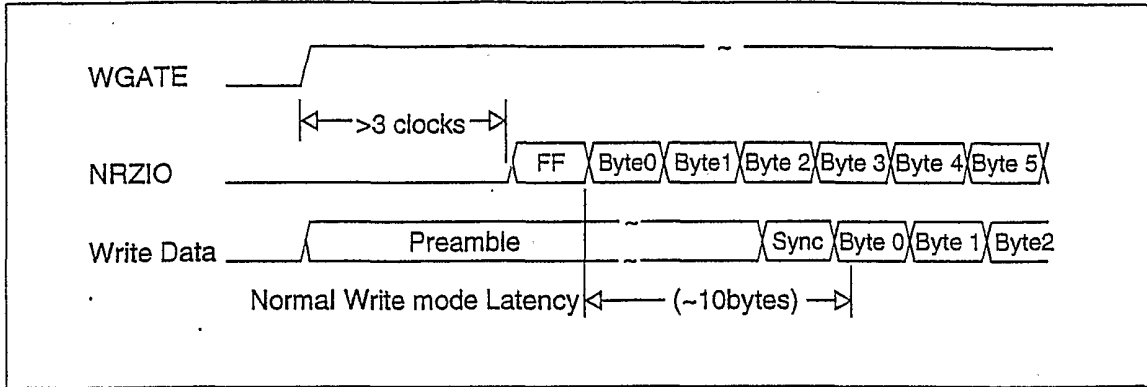 WGATE
>3 clocks
NRZIO FF Byte0 Byte1 Byte 2 Byte 3 Byte 4 Byte 5
~
Write Data Preamble ~ Sync Byte 0 Byte 1 Byte2
~
Normal Write mode Latency (~10bytes)